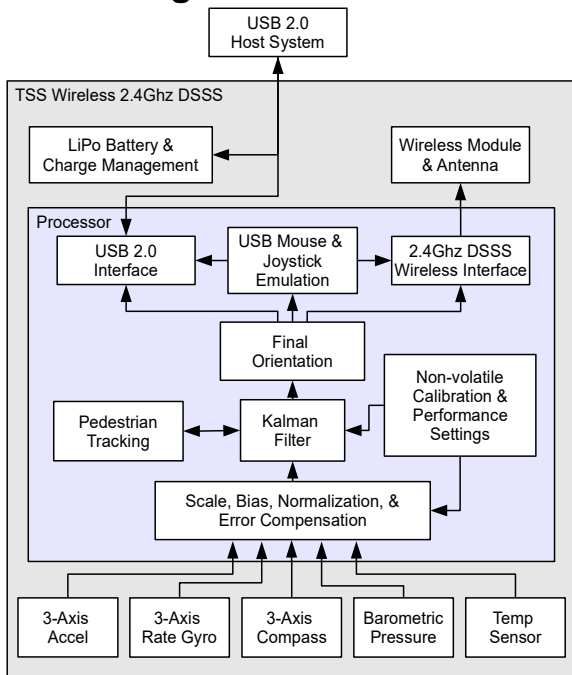 USB 2.0
Host System
TSS Wireless 2.4Ghz DSSS
LiPo Battery &
Charge Management
Wireless Module
& Antenna
Processor
USB 2.0
Interface
USB Mouse &
Joystick
Emulation
2.4Ghz DSSS
Wireless Interface
Final
Orientation
Non-volatile
Calibration &
Performance
Settings
Pedestrian
Tracking
Kalman
Filter
Scale, Bias, Normalization, &
Error Compensation
3-Axis
Accel
3-Axis
Rate Gyro
3-Axis
Compass
Barometric
Pressure
Temp
Sensor